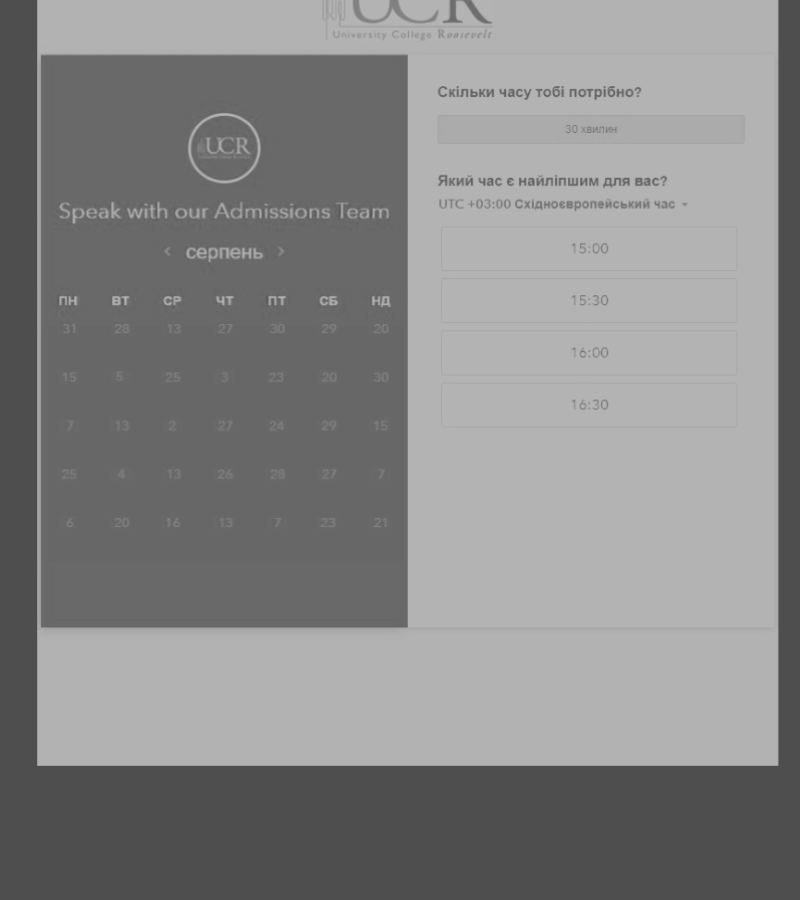 UCR
University College Roosevelt
UCR
Speak with our Admissions Team
< серпень >
ПН ВТ СР ЧТ ПТ СБ НД
31 28 13 27 30 29 20
15 5 25 3 23 20 30
7 13 2 27 24 29 15
25 4 13 26 28 27 7
6 20 16 13 7 23 21
Скільки часу тобі потрібно?
30 хвилин
Який час є найліпшим для вас?
UTC +03:00 Східноєвропейський час
15:00
15:30
16:00
16:30